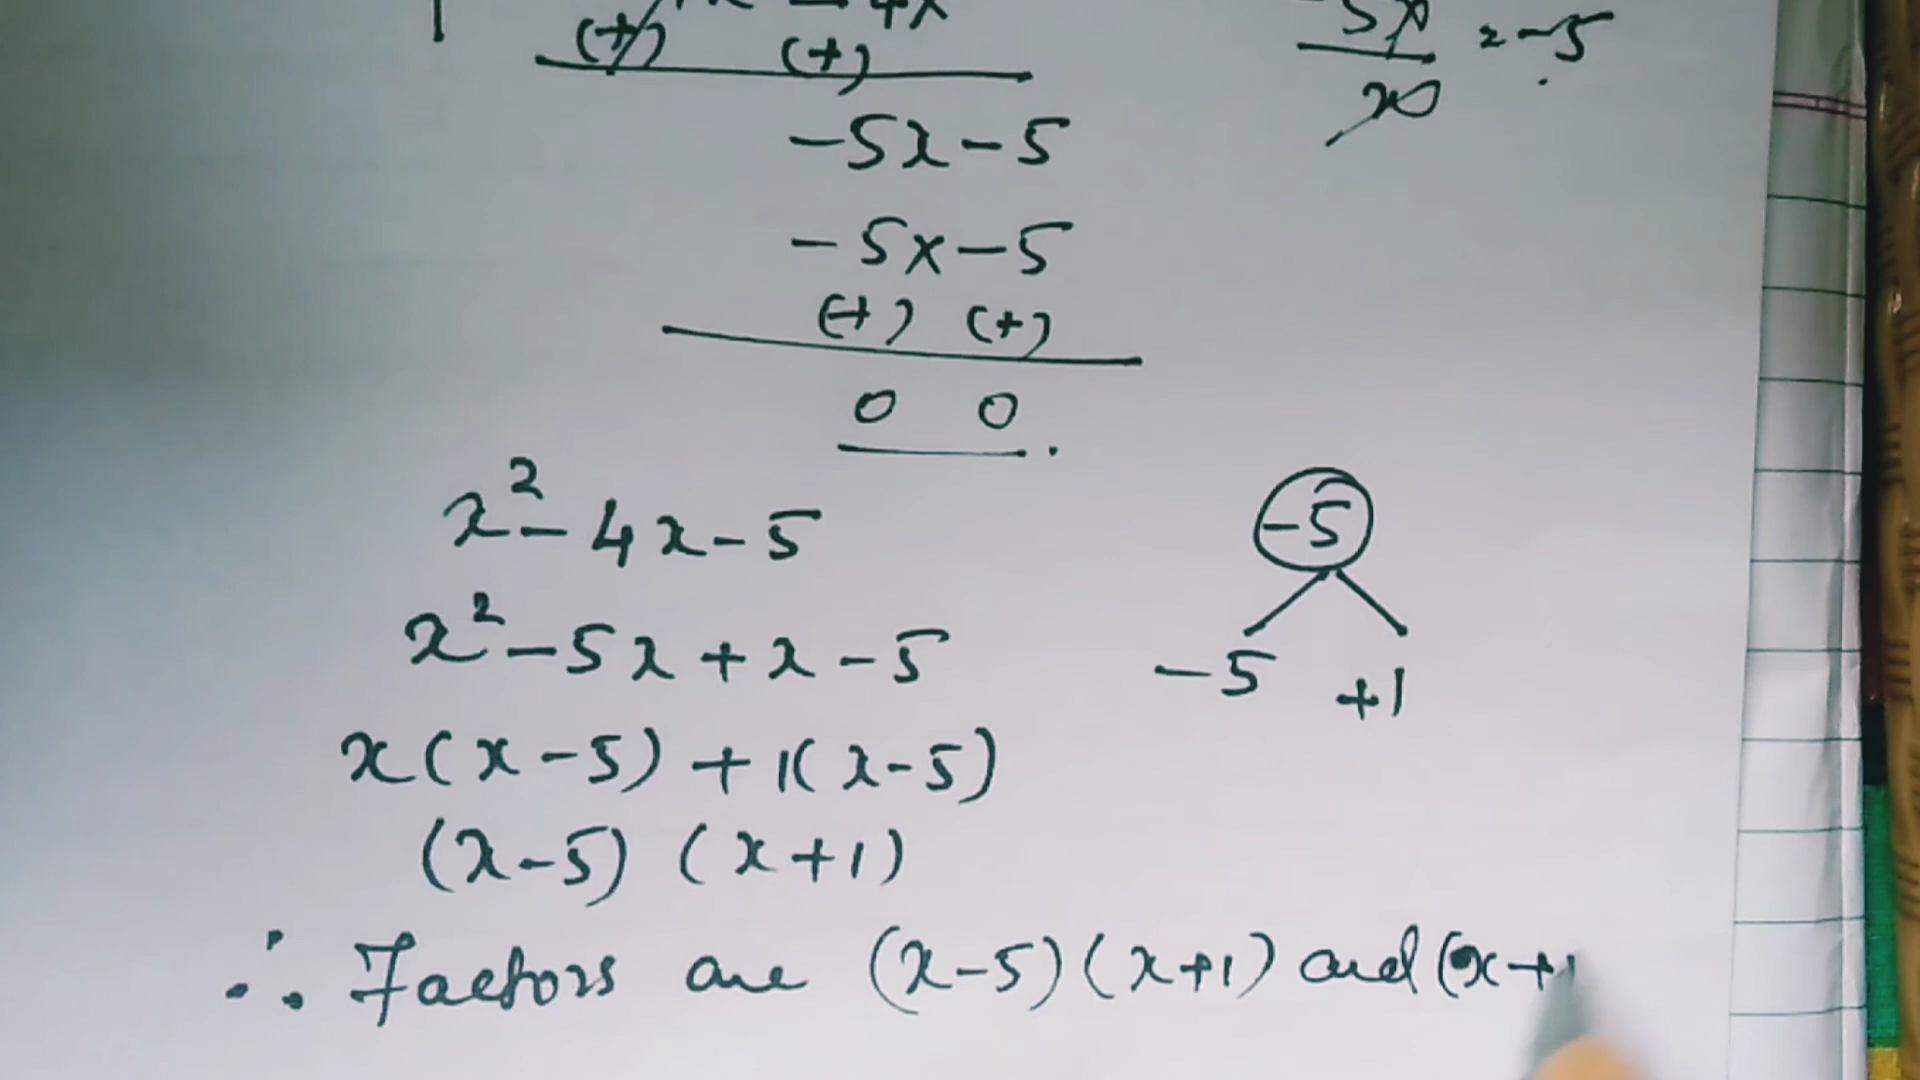 (+) (+)
-5x = -5
x
-5x-5
-5x-5
(+) (+)
0 0
x²-4x-5
-5
x²-5x+x-5
-5 +1
x(x-5)+1(x-5)
(x-5) (x+1)
∴ Factors are (x-5)(x+1) and (x+